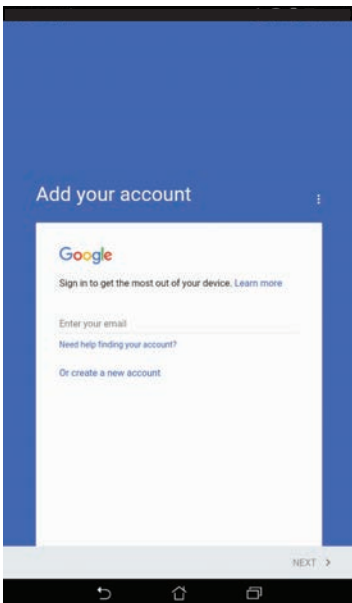 Add your account
Google
Sign in to get the most out of your device. Learn more
Enter your email
Need help finding your account?
Or create a new account
NEXT